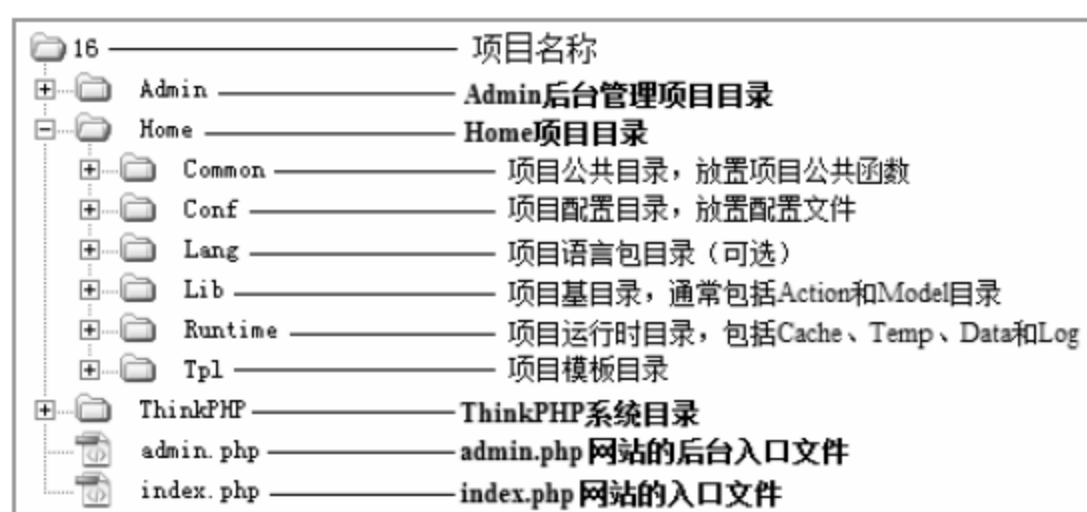 16 项目名称
Admin Admin后台管理项目目录
Home Home项目目录
Common 项目公共目录，放置项目公共函数
Conf 项目配置目录，放置配置文件
Lang 项目语言包目录（可选）
Lib 项目基目录，通常包括Action和Model目录
Runtime 项目运行时目录，包括Cache、Temp、Data和Log
Tpl 项目模板目录
ThinkPHP ThinkPHP系统目录
admin.php admin.php 网站的后台入口文件
index.php index.php 网站的入口文件